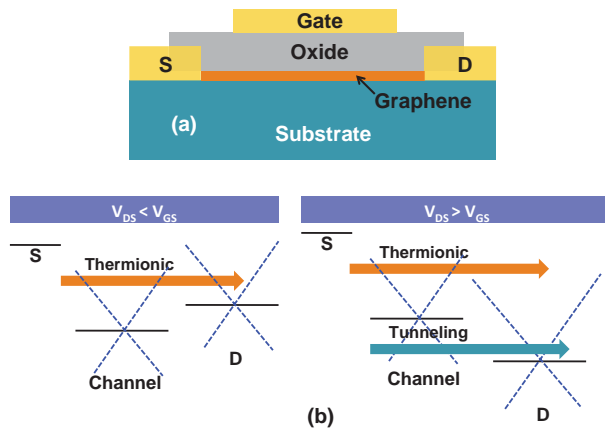 Gate
Oxide
S
D
Graphene
(a)
Substrate
V_DS < V_GS
S
Thermionic
Channel
D
V_DS > V_GS
S
Thermionic
Tunneling
Channel
D
(b)